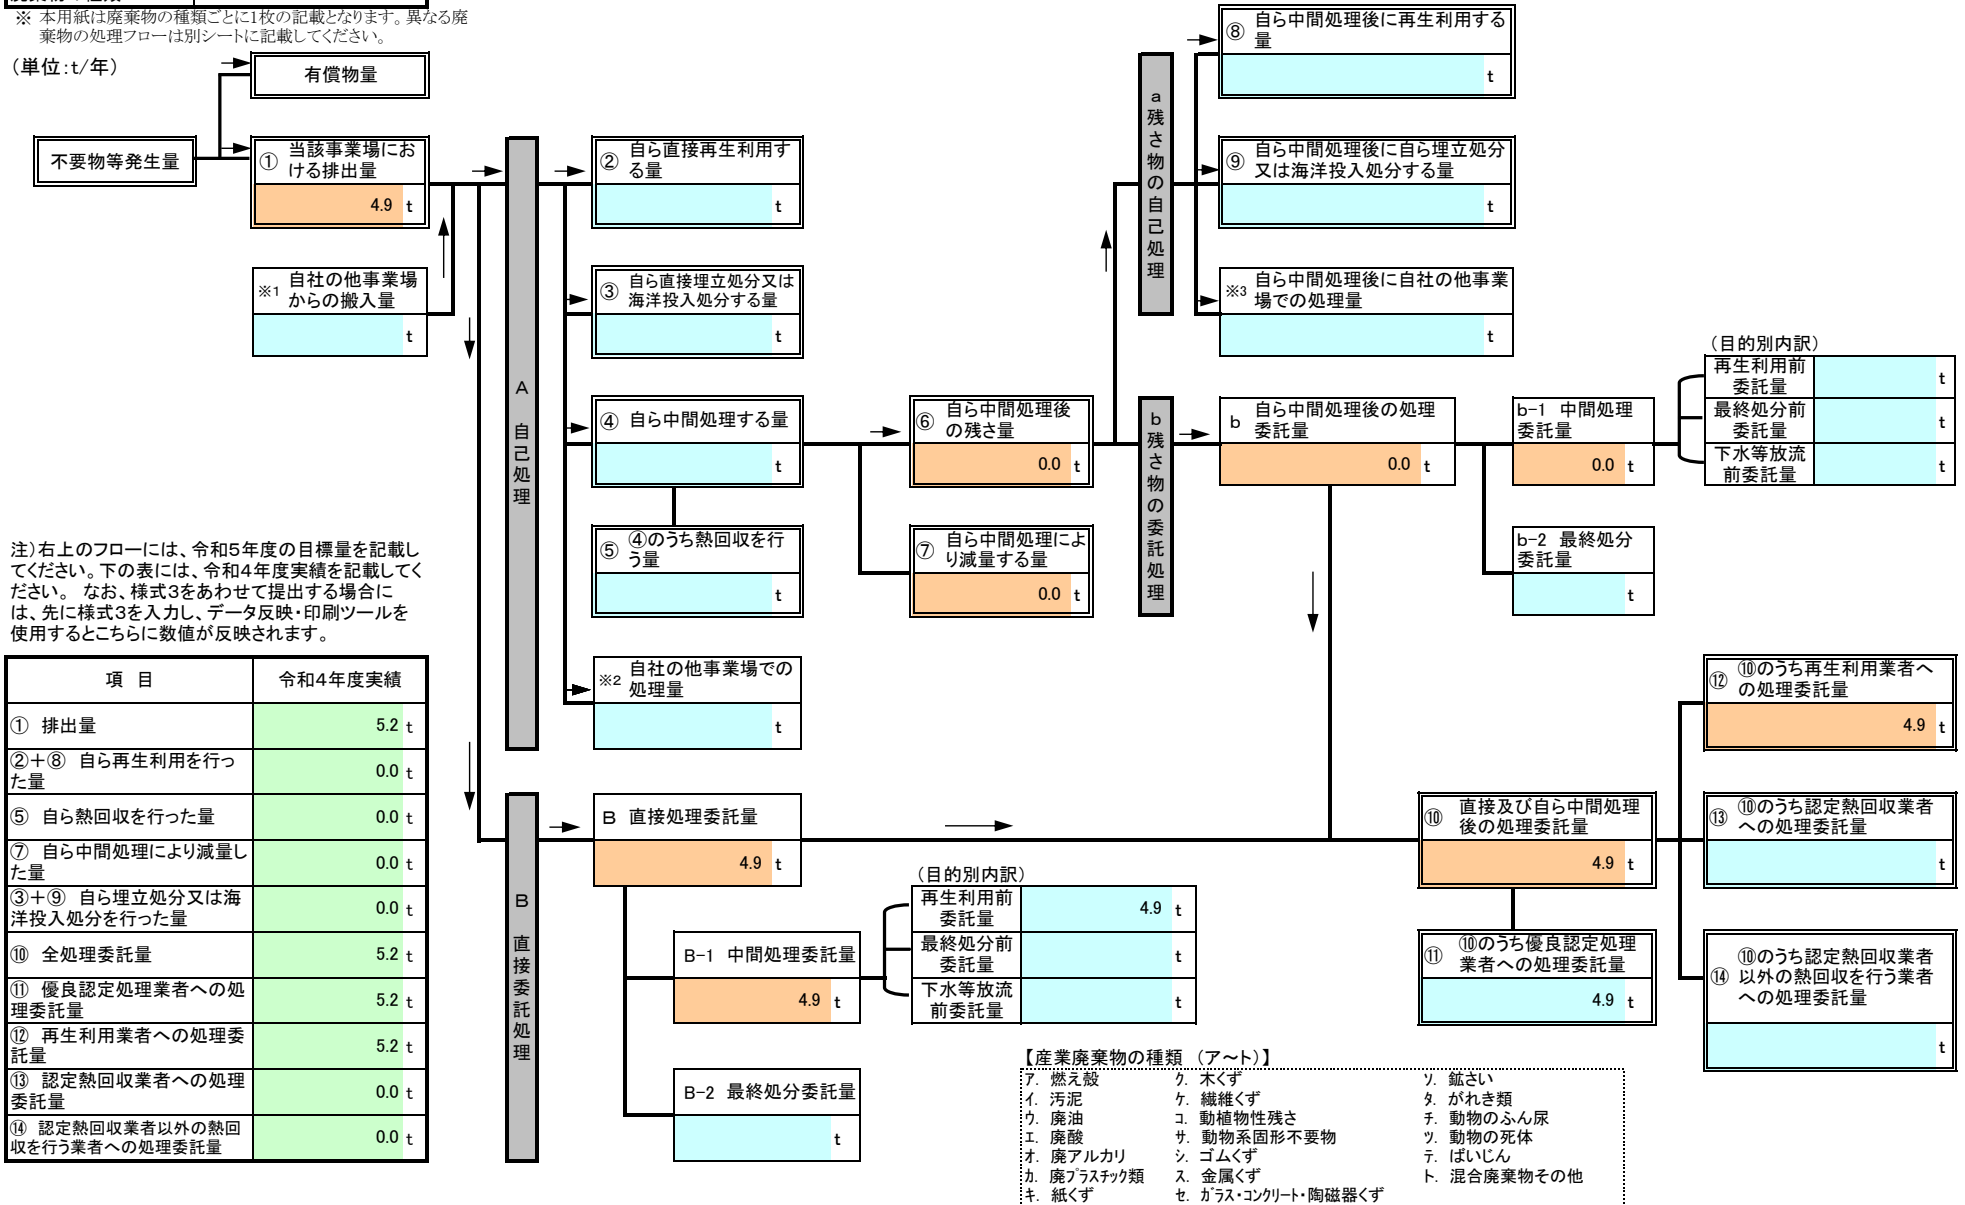 ※ 本用紙は廃棄物の種類ごとに1枚の記載となります。異なる廃
棄物の処理フローは別シートに記載してください。
(単位:t/年)
有償物量
不要物等発生量
① 当該事業場にお
ける排出量
4.9 t
※1 自社の他事業場
からの搬入量
t
A 自己処理
② 自ら直接再生利用す
る量
t
③ 自ら直接埋立処分又は
海洋投入処分する量
t
④ 自ら中間処理する量
t
⑤ ④のうち熱回収を行
う量
t
※2 自社の他事業場での
処理量
t
⑥ 自ら中間処理後
の残さ量
0.0 t
⑦ 自ら中間処理によ
り減量する量
0.0 t
a 残さ物の自己処理
⑧ 自ら中間処理後に再生利用する
量
t
⑨ 自ら中間処理後に自ら埋立処分
又は海洋投入処分する量
t
※3 自ら中間処理後に自社の他事業
場での処理量
t
b 残さ物の委託処理
b 自ら中間処理後の処理
委託量
0.0 t
b-1 中間処理
委託量
0.0 t
b-2 最終処分
委託量
t
(目的別内訳)
再生利用前
委託量
t
最終処分前
委託量
t
下水等放流
前委託量
t
注)右上のフローには、令和5年度の目標量を記載し
てください。下の表には、令和4年度実績を記載してく
ださい。 なお、様式3をあわせて提出する場合に
は、先に様式3を入力し、データ反映・印刷ツールを
使用するとこちらに数値が反映されます。
項 目 令和4年度実績
① 排出量 5.2 t
②+⑧ 自ら再生利用を行っ
た量 0.0 t
⑤ 自ら熱回収を行った量 0.0 t
⑦ 自ら中間処理により減量し
た量 0.0 t
③+⑨ 自ら埋立処分又は海
洋投入処分を行った量 0.0 t
⑩ 全処理委託量 5.2 t
⑪ 優良認定処理業者への処
理委託量 5.2 t
⑫ 再生利用業者への処理委
託量 5.2 t
⑬ 認定熱回収業者への処理
委託量 0.0 t
⑭ 認定熱回収業者以外の熱回
収を行う業者への処理委託量 0.0 t
B 直接委託処理
B 直接処理委託量
4.9 t
B-1 中間処理委託量
4.9 t
B-2 最終処分委託量
t
(目的別内訳)
再生利用前
委託量
4.9 t
最終処分前
委託量
t
下水等放流
前委託量
t
⑩ 直接及び自ら中間処理
後の処理委託量
4.9 t
⑪ ⑩のうち優良認定処理
業者への処理委託量
4.9 t
⑫ ⑩のうち再生利用業者へ
の処理委託量
4.9 t
⑬ ⑩のうち認定熱回収業者
への処理委託量
t
⑭ ⑩のうち認定熱回収業者
以外の熱回収を行う業者
への処理委託量
t
【産業廃棄物の種類 (ア~ト)】
ア. 燃え殻 ク. 木くず ソ. 鉱さい
イ. 汚泥 ケ. 繊維くず タ. がれき類
ウ. 廃油 コ. 動植物性残さ チ. 動物のふん尿
エ. 廃酸 サ. 動物系固形不要物 ツ. 動物の死体
オ. 廃アルカリ シ. ゴムくず テ. ばいじん
カ. 廃プラスチック類 ス. 金属くず ト. 混合廃棄物その他
キ. 紙くず セ. ガラス・コンクリート・陶磁器くず